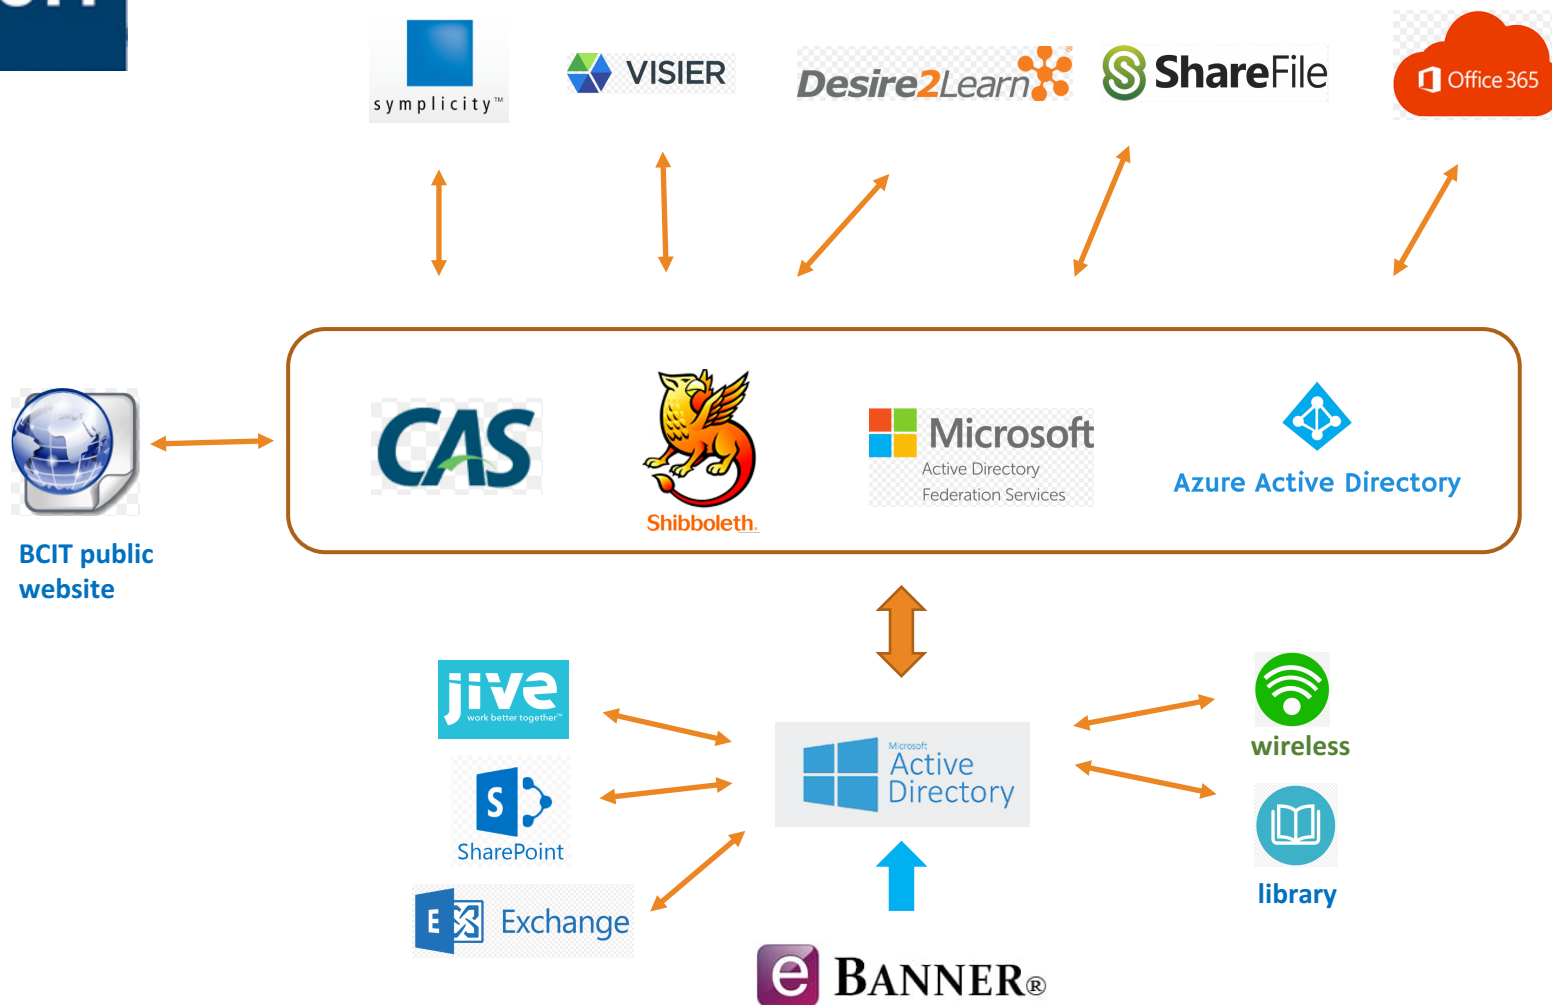 symplicity™
VISIER
Desire2Learn®
ShareFile
Office 365
CAS
Shibboleth.
Microsoft
Active Directory
Federation Services
Azure Active Directory
BCIT public
website
jive
work better together™
wireless
Microsoft
Active
Directory
S
SharePoint
library
E
Exchange
e BANNER®